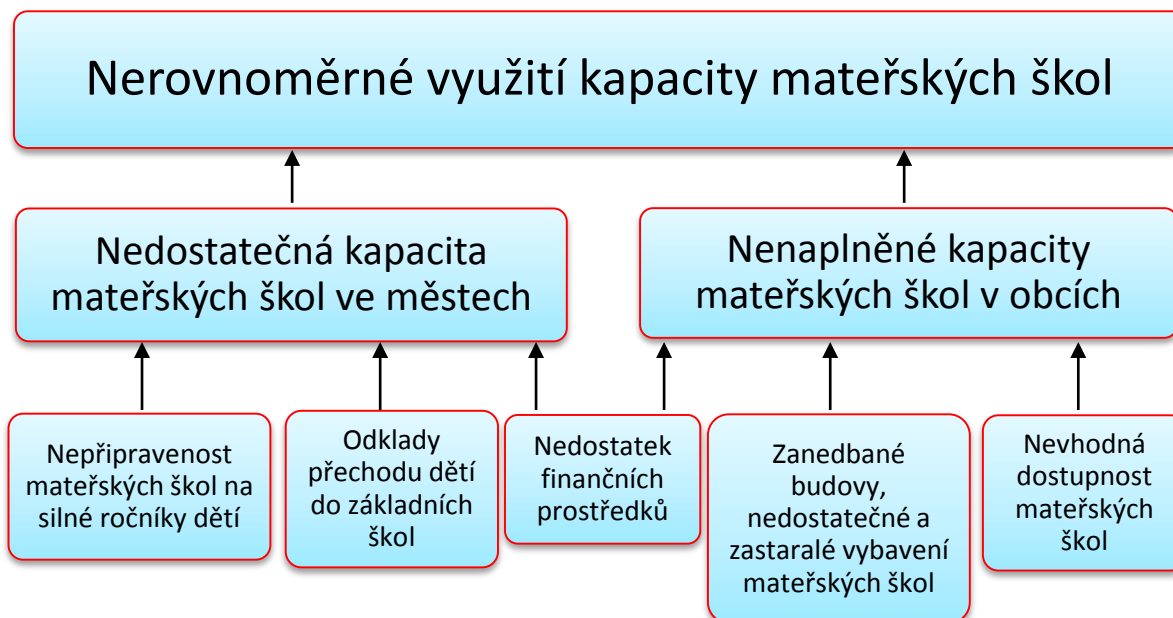 Nerovnoměrné využití kapacity mateřských škol
Nedostatečná kapacita
mateřských škol ve městech
Nenaplněné kapacity
mateřských škol v obcích
Nepřipravenost
mateřských škol na
silné ročníky dětí
Odklady
přechodu dětí
do základních
škol
Nedostatek
finančních
prostředků
Zanedbané
budovy,
nedostatečné a
zastaralé vybavení
mateřských škol
Nevhodná
dostupnost
mateřských
škol